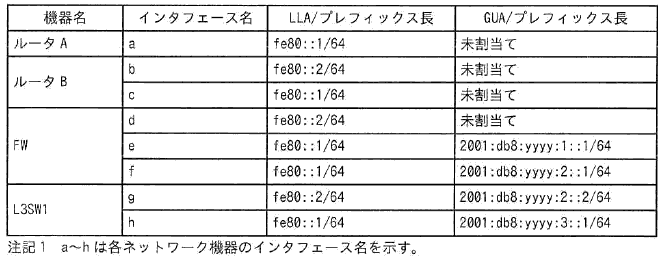 機器名 インタフェース名 LLA/プレフィックス長 GUA/プレフィックス長
ルータA a fe80::1/64 未割当て
ルータB b fe80::2/64 未割当て
c fe80::1/64 未割当て
FW d fe80::2/64 未割当て
e fe80::1/64 2001:db8:yyyy:1::1/64
f fe80::1/64 2001:db8:yyyy:2::1/64
L3SW1 g fe80::2/64 2001:db8:yyyy:2::2/64
h fe80::1/64 2001:db8:yyyy:3::1/64
注記1 a～hは各ネットワーク機器のインタフェース名を示す。